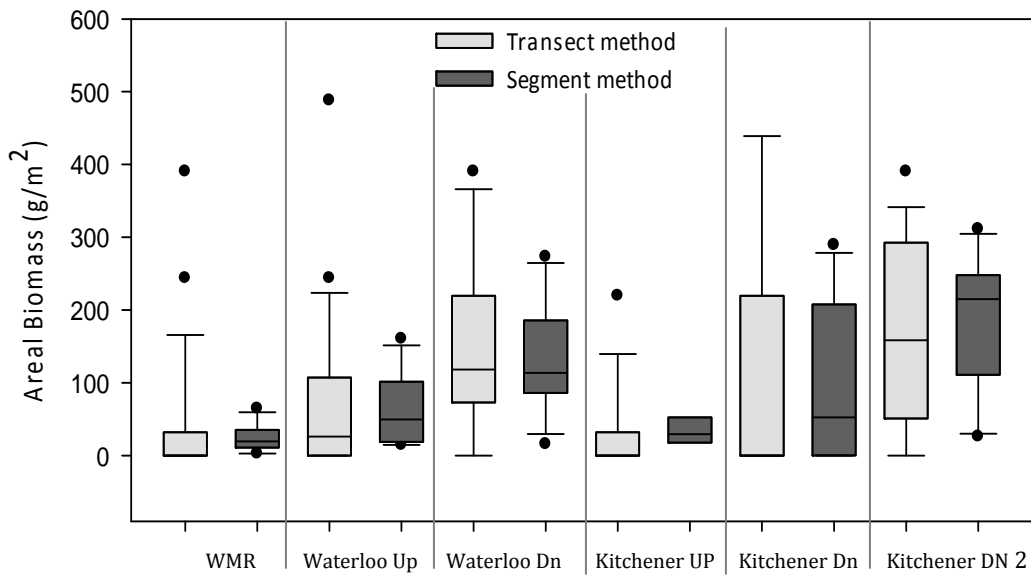 600
500
400
300
200
100
0
Areal Biomass (g/m²)
Transect method
Segment method
WMR
Waterloo Up
Waterloo Dn
Kitchener UP
Kitchener Dn
Kitchener DN 2